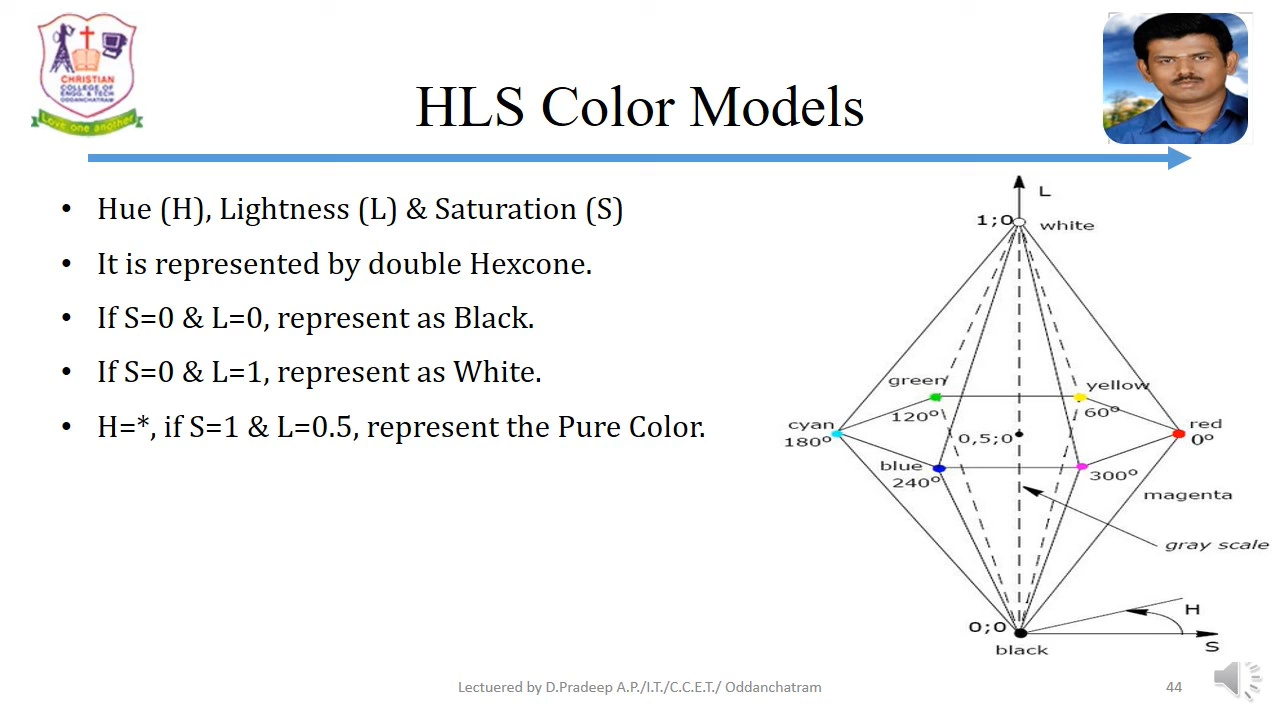 CHRISTIAN
COLLEGE OF
ENGG. & TECH
ODDANCHATRAM
Love one another
HLS Color Models
• Hue (H), Lightness (L) & Saturation (S)
• It is represented by double Hexcone.
• If S=0 & L=0, represent as Black.
• If S=0 & L=1, represent as White.
• H=*, if S=1 & L=0.5, represent the Pure Color.
L
1;0
white
green
120°
yellow
60°
cyan
180°
0,5;0
red
0°
blue
240°
300°
magenta
gray scale
H
0;0
S
black
Lectuered by D.Pradeep A.P./I.T./C.C.E.T./ Oddanchatram
44